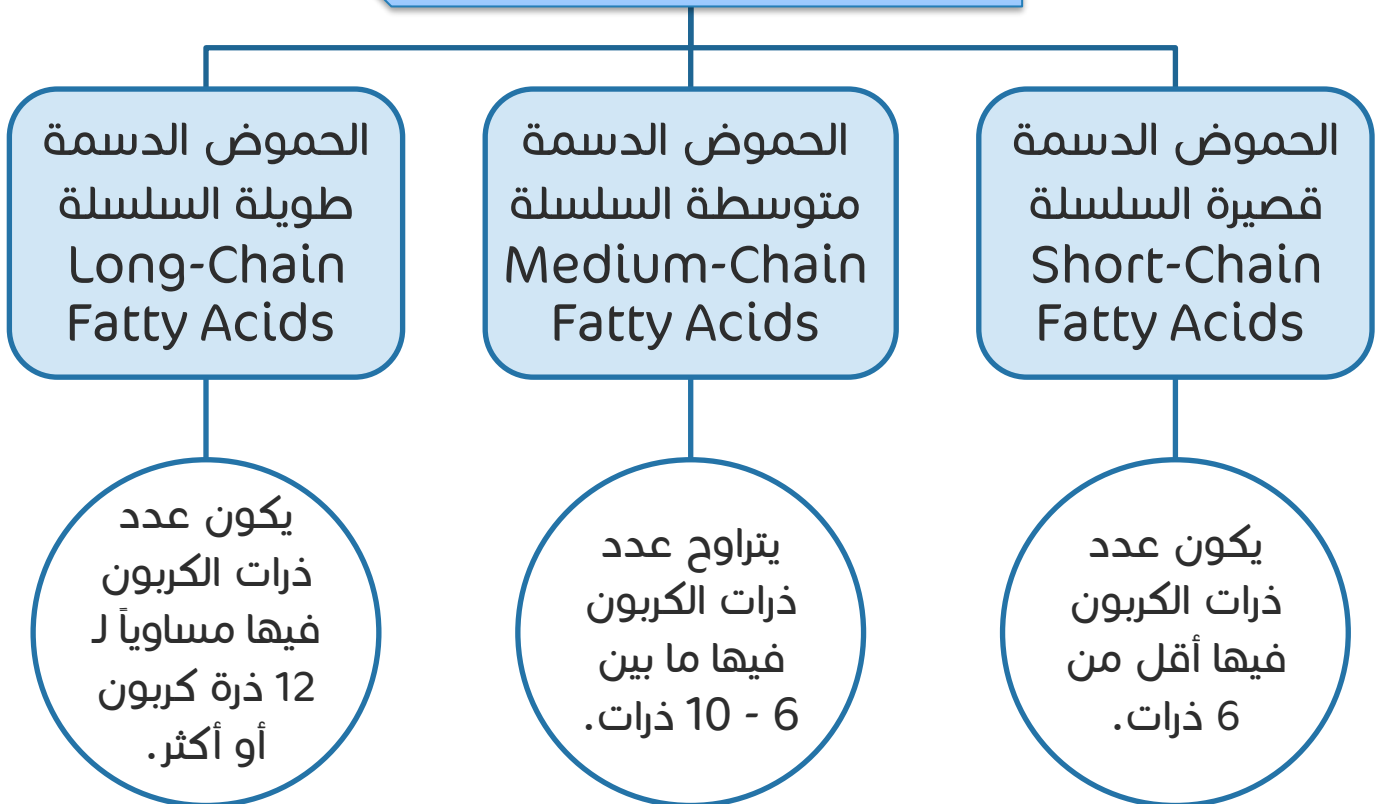 الحموض الدسمة
قصيرة السلسلة
Short-Chain
Fatty Acids
الحموض الدسمة
متوسطة السلسلة
Medium-Chain
Fatty Acids
الحموض الدسمة
طويلة السلسلة
Long-Chain
Fatty Acids
يكون عدد
ذرات الكربون
فيها أقل من
6 ذرات.
يتراوح عدد
ذرات الكربون
فيها ما بين
6 - 10 ذرات.
يكون عدد
ذرات الكربون
فيها مساوياً لـ
12 ذرة كربون
أو أكثر.